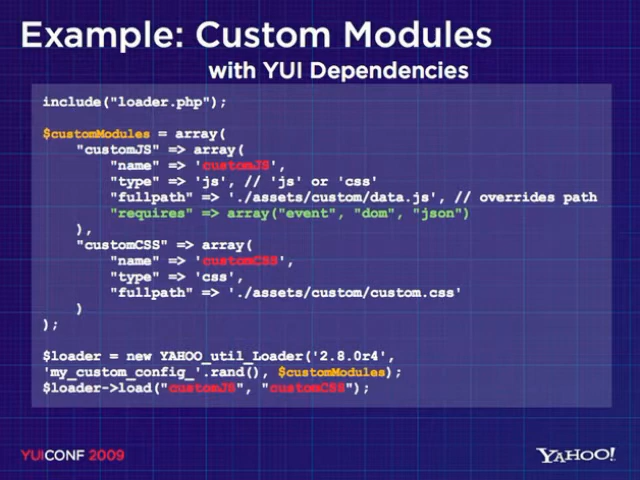 Example: Custom Modules
with YUI Dependencies
include("loader.php");
$customModules = array(
"customJS" => array(
"name" => 'customJS',
"type" => 'js', // 'js' or 'css'
"fullpath" => './assets/custom/data.js', // overrides path
"requires" => array("event", "dom", "json")
),
"customCSS" => array(
"name" => 'customCSS',
"type" => 'css',
"fullpath" => './assets/custom/custom.css'
)
);
$loader = new YAHOO_util_Loader('2.8.0r4',
'my_custom_config_'.rand(), $customModules);
$loader->load("customJS", "customCSS");
YUICONF 2009
YAHOO!